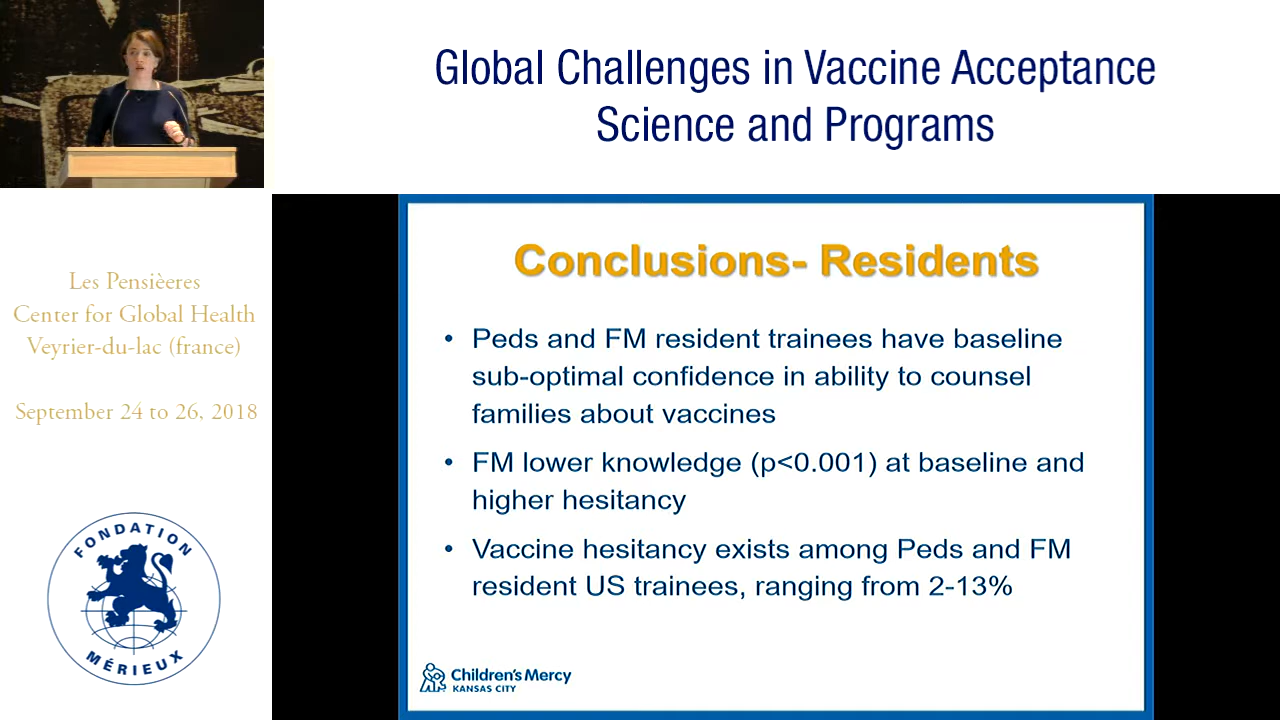 Global Challenges in Vaccine Acceptance
Science and Programs
Les Pensièeres
Center for Global Health
Veyrier-du-lac (france)
September 24 to 26, 2018
FONDATION
MÉRIEUX
Conclusions- Residents
• Peds and FM resident trainees have baseline
sub-optimal confidence in ability to counsel
families about vaccines
• FM lower knowledge (p<0.001) at baseline and
higher hesitancy
• Vaccine hesitancy exists among Peds and FM
resident US trainees, ranging from 2-13%
Children's Mercy
KANSAS CITY